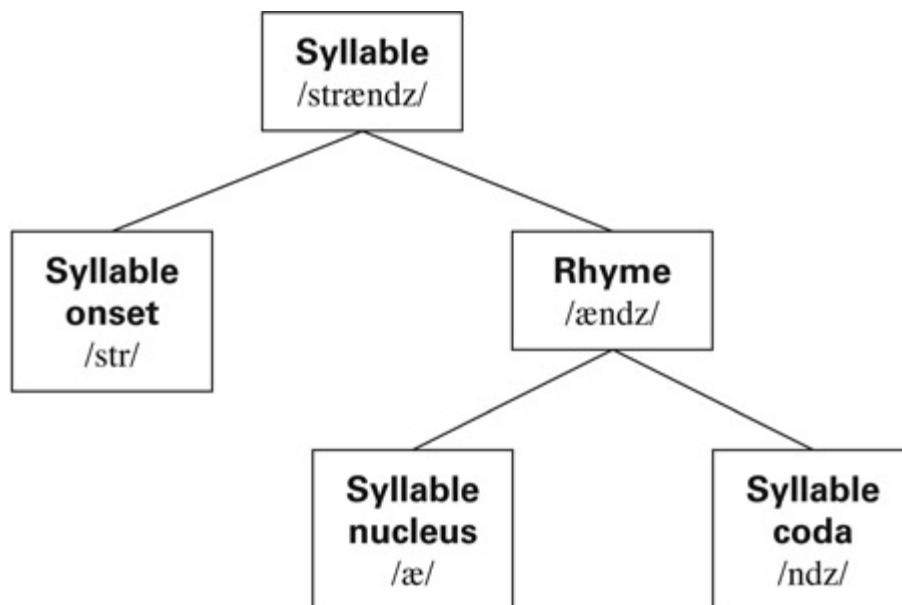 Syllable
/strændz/
Syllable
onset
/str/
Rhyme
/ændz/
Syllable
nucleus
/æ/
Syllable
coda
/ndz/